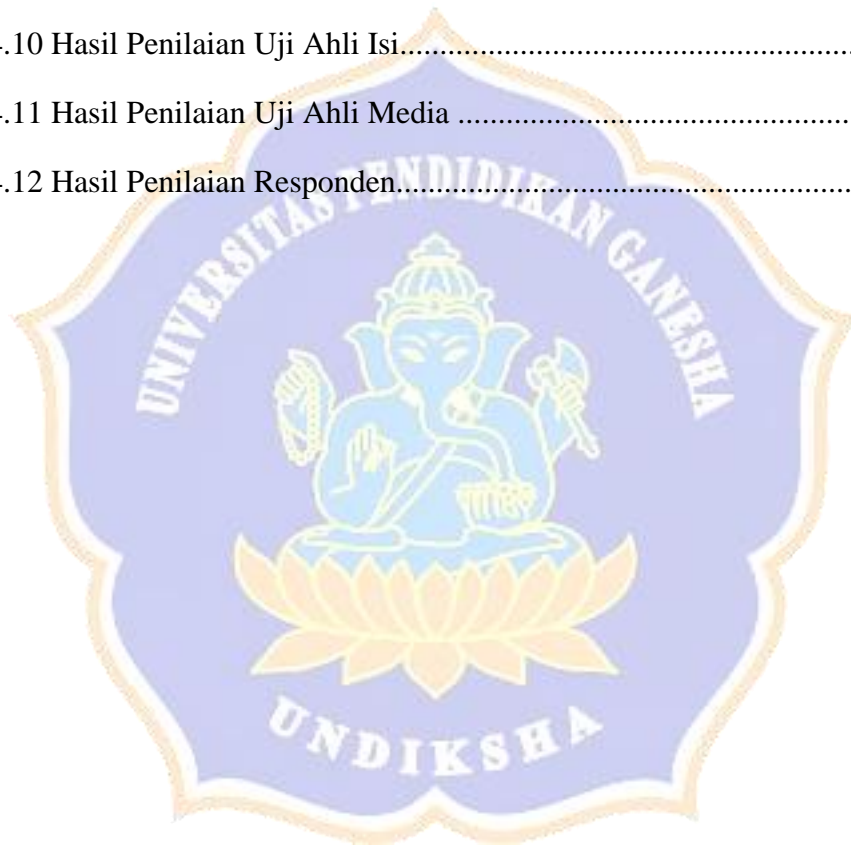 .10 Hasil Penilaian Uji Ahli Isi....................................................
.11 Hasil Penilaian Uji Ahli Media ................................................
.12 Hasil Penilaian Responden.......................................................
UNIVERSITAS PENDIDIKAN GANESHA
UNDIKSHA